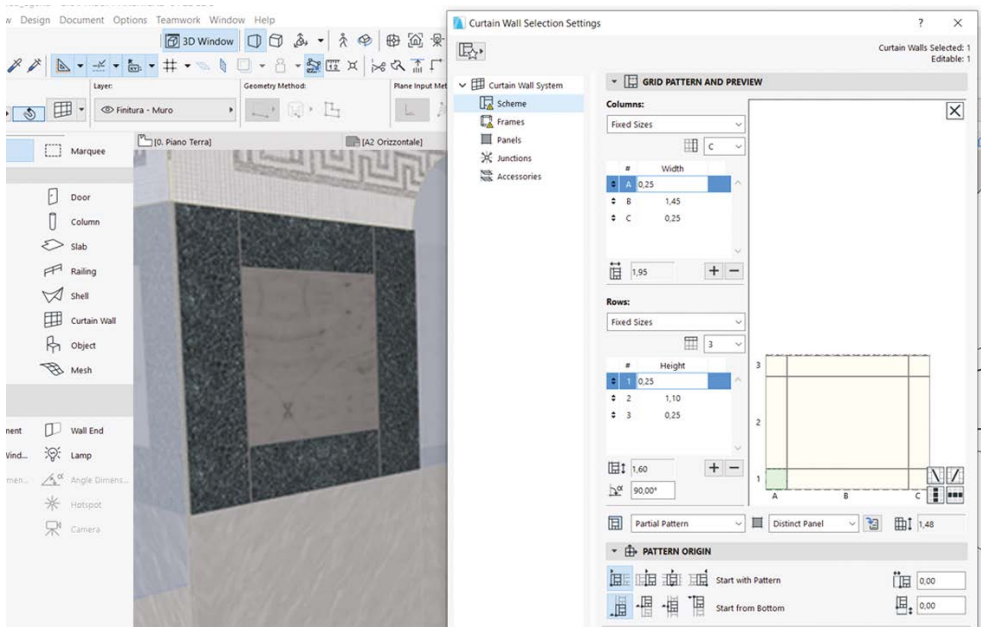 w Design Document Options Teamwork Window Help
3D Window
Layer:
Geometry Method:
Plane Input Met
Finitura - Muro
[0. Piano Terra]
[A2 Orizzontale]
Marquee
Door
Column
Slab
Railing
Shell
Curtain Wall
Object
Mesh
ment
Wall End
Wind...
Lamp
men...
Angle Dimens...
Hotspot
Camera
Curtain Wall Selection Settings
? ×
Curtain Walls Selected: 1
Editable: 1
Curtain Wall System
Scheme
Frames
Panels
Junctions
Accessories
GRID PATTERN AND PREVIEW
Columns:
Fixed Sizes
C
# Width
A 0,25
B 1,45
C 0,25
1,95
Rows:
Fixed Sizes
3
# Height
1 0,25
2 1,10
3 0,25
1,60
90,00°
3
2
1
A B C
Partial Pattern
Distinct Panel
1,48
PATTERN ORIGIN
Start with Pattern
0,00
Start from Bottom
0,00